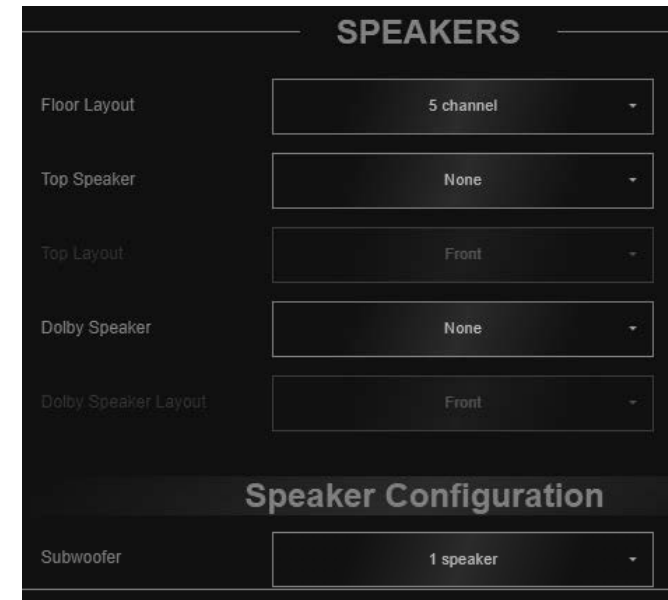 SPEAKERS
Floor Layout 5 channel
Top Speaker None
Top Layout Front
Dolby Speaker None
Dolby Speaker Layout Front
Speaker Configuration
Subwoofer 1 speaker